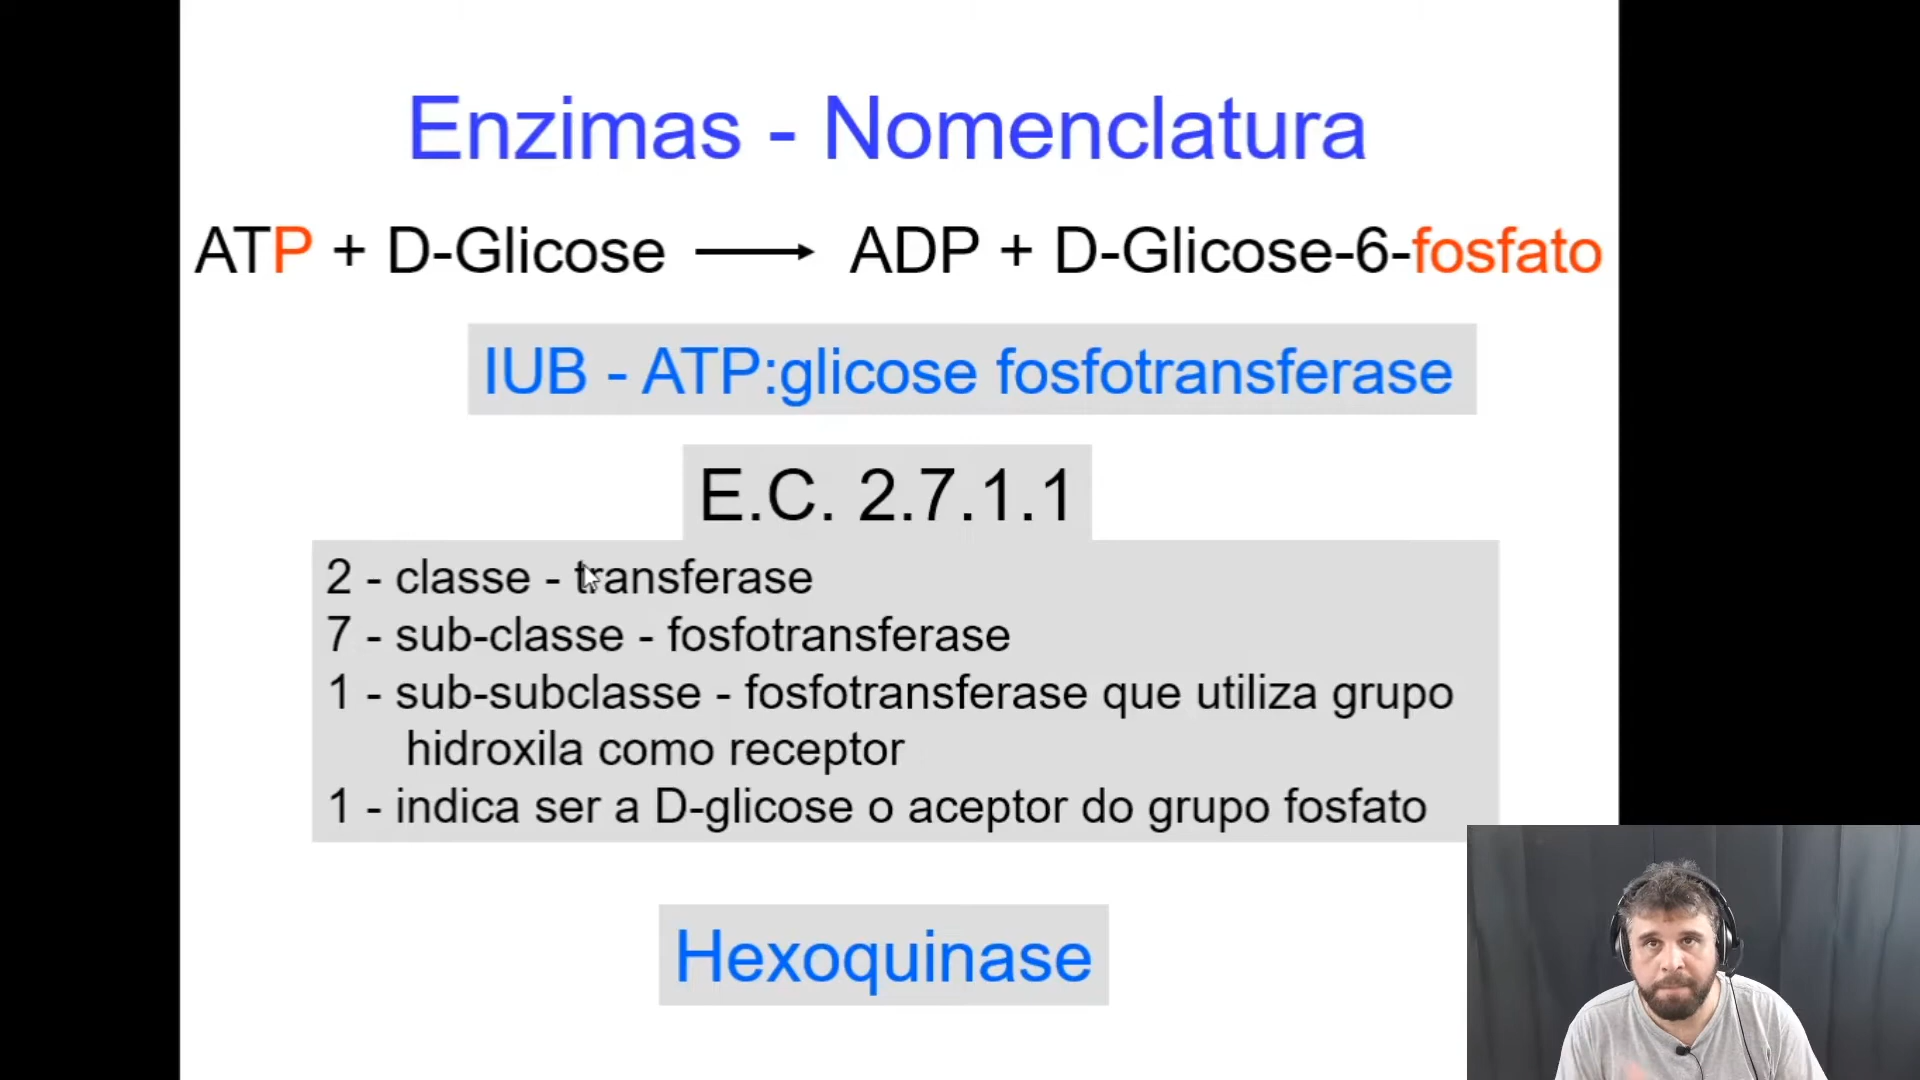 Enzimas - Nomenclatura
ATP + D-Glicose ⟶ ADP + D-Glicose-6-fosfato
IUB - ATP:glicose fosfotransferase
E.C. 2.7.1.1
2 - classe - transferase
7 - sub-classe - fosfotransferase
1 - sub-subclasse - fosfotransferase que utiliza grupo
hidroxila como receptor
1 - indica ser a D-glicose o aceptor do grupo fosfato
Hexoquinase